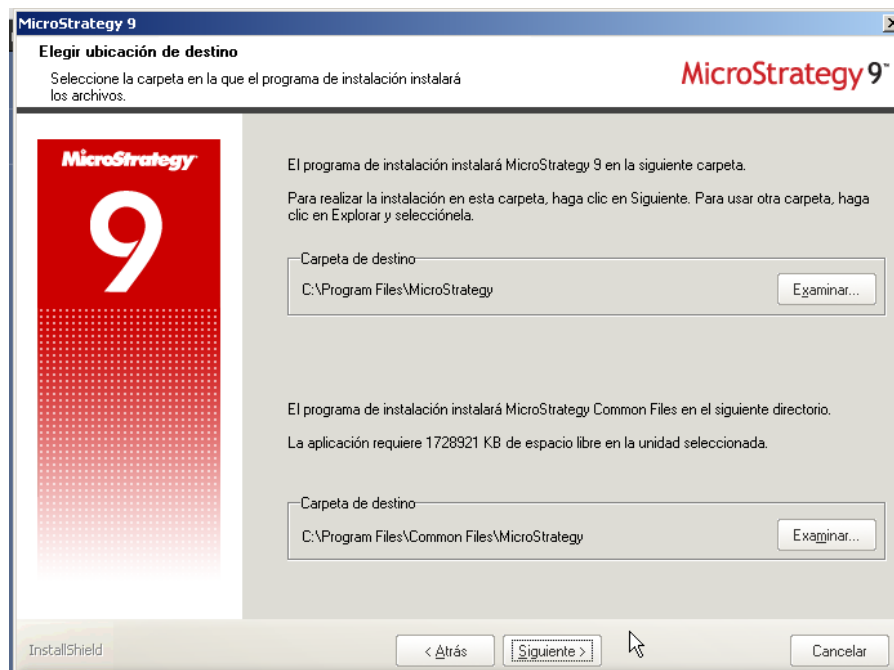 MicroStrategy 9
Elegir ubicación de destino
Seleccione la carpeta en la que el programa de instalación instalará
los archivos.
MicroStrategy 9™
MicroStrategy
9
El programa de instalación instalará MicroStrategy 9 en la siguiente carpeta.
Para realizar la instalación en esta carpeta, haga clic en Siguiente. Para usar otra carpeta, haga
clic en Explorar y selecciónela.
Carpeta de destino
C:\Program Files\MicroStrategy
Examinar...
El programa de instalación instalará MicroStrategy Common Files en el siguiente directorio.
La aplicación requiere 1728921 KB de espacio libre en la unidad seleccionada.
Carpeta de destino
C:\Program Files\Common Files\MicroStrategy
Examinar...
InstallShield
< Atrás
Siguiente >
Cancelar